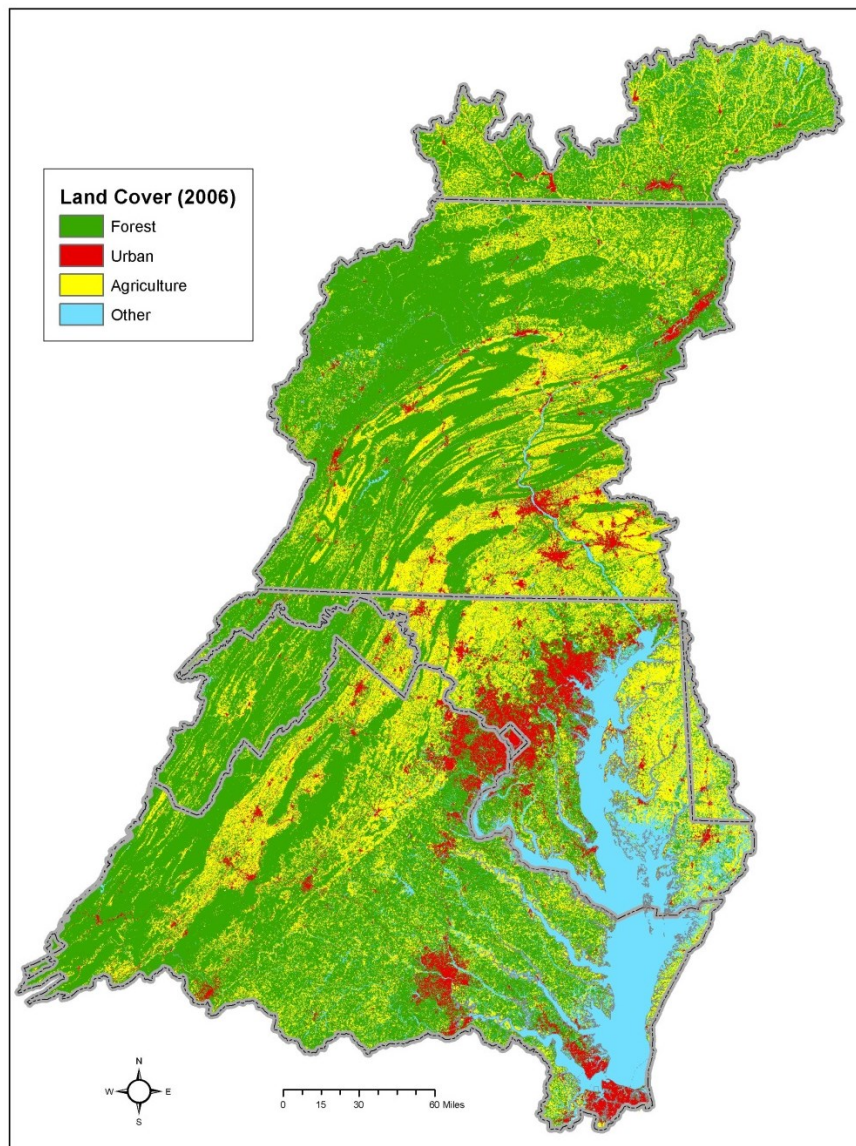 Land Cover (2006)
Forest
Urban
Agriculture
Other
N
W E
S
0 15 30 60 Miles